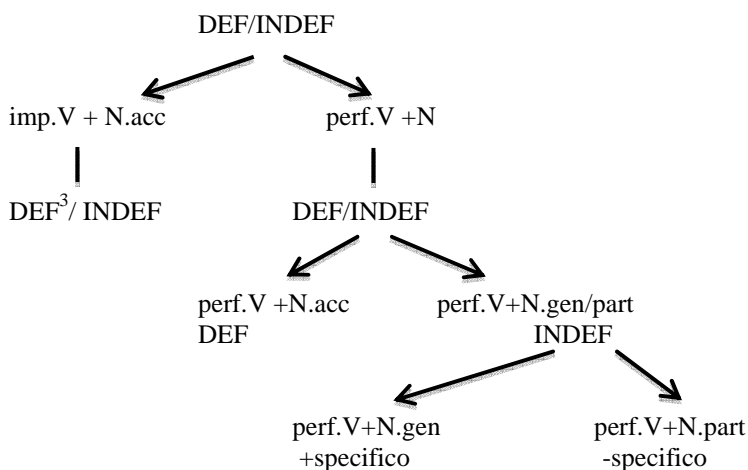 DEF/INDEF
imp.V + N.acc perf.V +N
DEF³/ INDEF DEF/INDEF
perf.V +N.acc perf.V+N.gen/part
DEF INDEF
perf.V+N.gen perf.V+N.part
+specifico -specifico